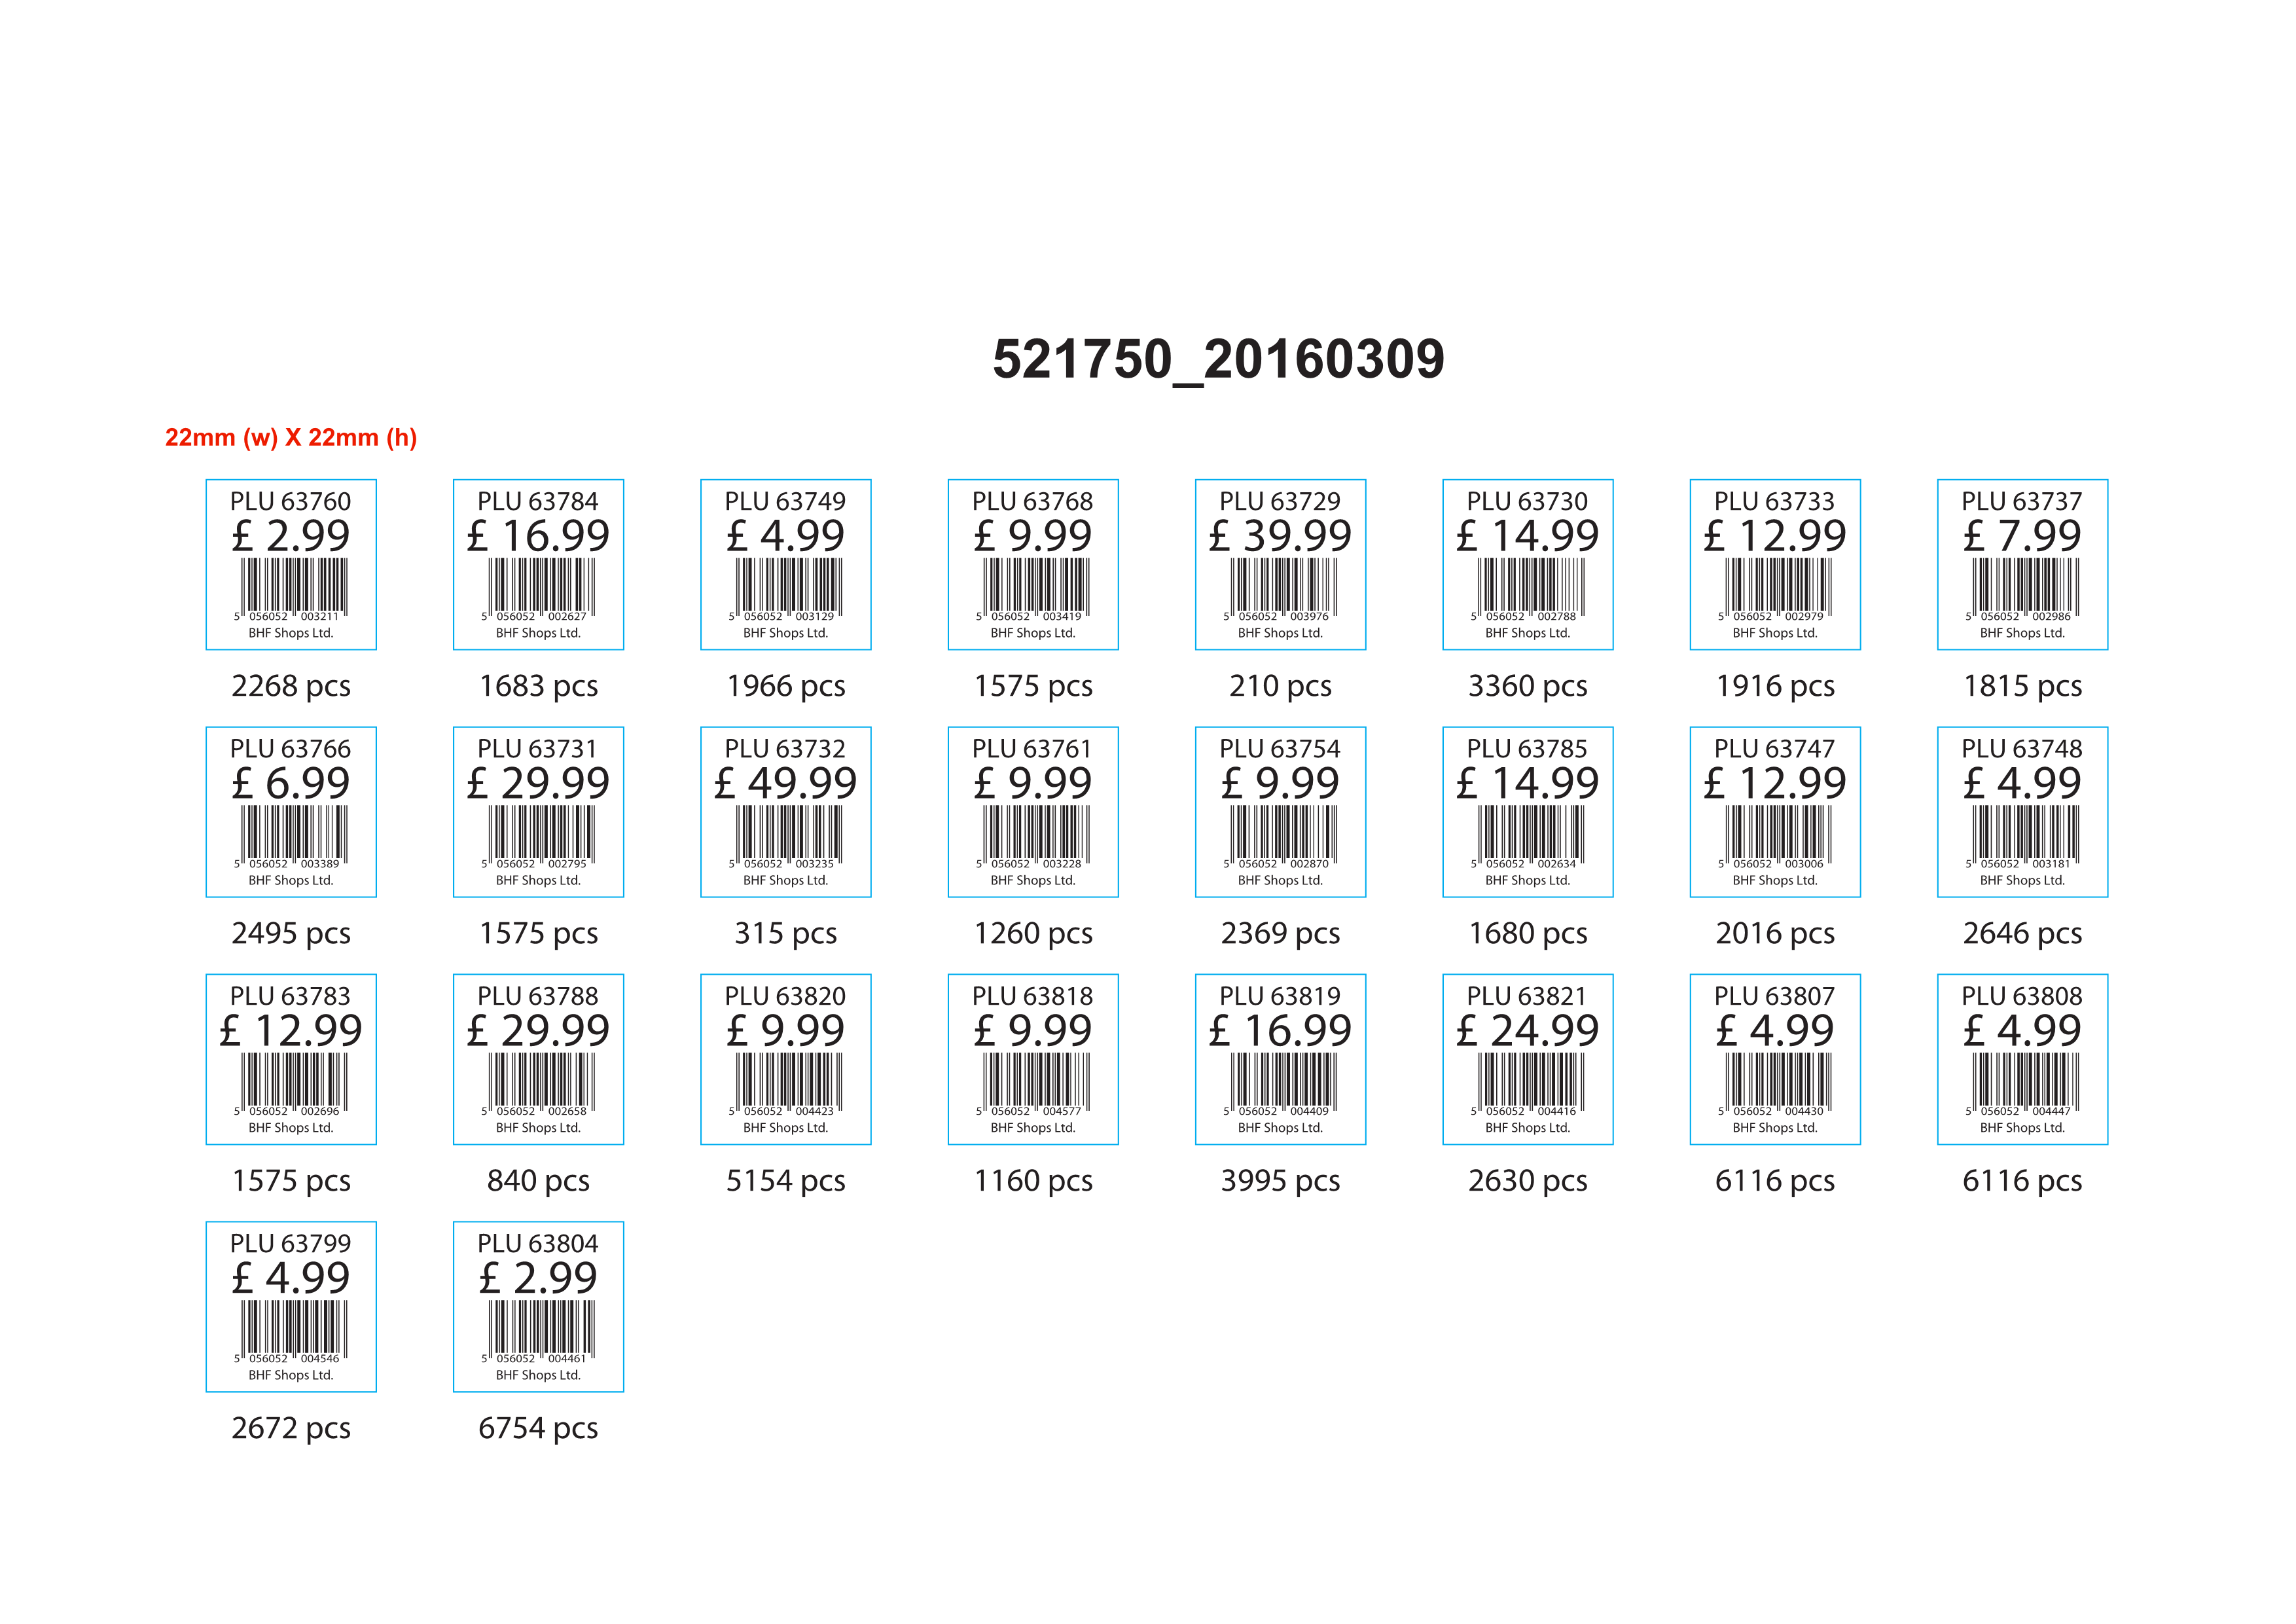 521750_20160309
22mm (w) X 22mm (h)
PLU 63760
£ 2.99
5 056052 003211
BHF Shops Ltd.
2268 pcs
PLU 63784
£ 16.99
5 056052 002627
BHF Shops Ltd.
1683 pcs
PLU 63749
£ 4.99
5 056052 003129
BHF Shops Ltd.
1966 pcs
PLU 63768
£ 9.99
5 056052 003419
BHF Shops Ltd.
1575 pcs
PLU 63729
£ 39.99
5 056052 003976
BHF Shops Ltd.
210 pcs
PLU 63730
£ 14.99
5 056052 002788
BHF Shops Ltd.
3360 pcs
PLU 63733
£ 12.99
5 056052 002979
BHF Shops Ltd.
1916 pcs
PLU 63737
£ 7.99
5 056052 002986
BHF Shops Ltd.
1815 pcs
PLU 63766
£ 6.99
5 056052 003389
BHF Shops Ltd.
2495 pcs
PLU 63731
£ 29.99
5 056052 002795
BHF Shops Ltd.
1575 pcs
PLU 63732
£ 49.99
5 056052 003235
BHF Shops Ltd.
315 pcs
PLU 63761
£ 9.99
5 056052 003228
BHF Shops Ltd.
1260 pcs
PLU 63754
£ 9.99
5 056052 002870
BHF Shops Ltd.
2369 pcs
PLU 63785
£ 14.99
5 056052 002634
BHF Shops Ltd.
1680 pcs
PLU 63747
£ 12.99
5 056052 003006
BHF Shops Ltd.
2016 pcs
PLU 63748
£ 4.99
5 056052 003181
BHF Shops Ltd.
2646 pcs
PLU 63783
£ 12.99
5 056052 002696
BHF Shops Ltd.
1575 pcs
PLU 63788
£ 29.99
5 056052 002658
BHF Shops Ltd.
840 pcs
PLU 63820
£ 9.99
5 056052 004423
BHF Shops Ltd.
5154 pcs
PLU 63818
£ 9.99
5 056052 004577
BHF Shops Ltd.
1160 pcs
PLU 63819
£ 16.99
5 056052 004409
BHF Shops Ltd.
3995 pcs
PLU 63821
£ 24.99
5 056052 004416
BHF Shops Ltd.
2630 pcs
PLU 63807
£ 4.99
5 056052 004430
BHF Shops Ltd.
6116 pcs
PLU 63808
£ 4.99
5 056052 004447
BHF Shops Ltd.
6116 pcs
PLU 63799
£ 4.99
5 056052 004546
BHF Shops Ltd.
2672 pcs
PLU 63804
£ 2.99
5 056052 004461
BHF Shops Ltd.
6754 pcs